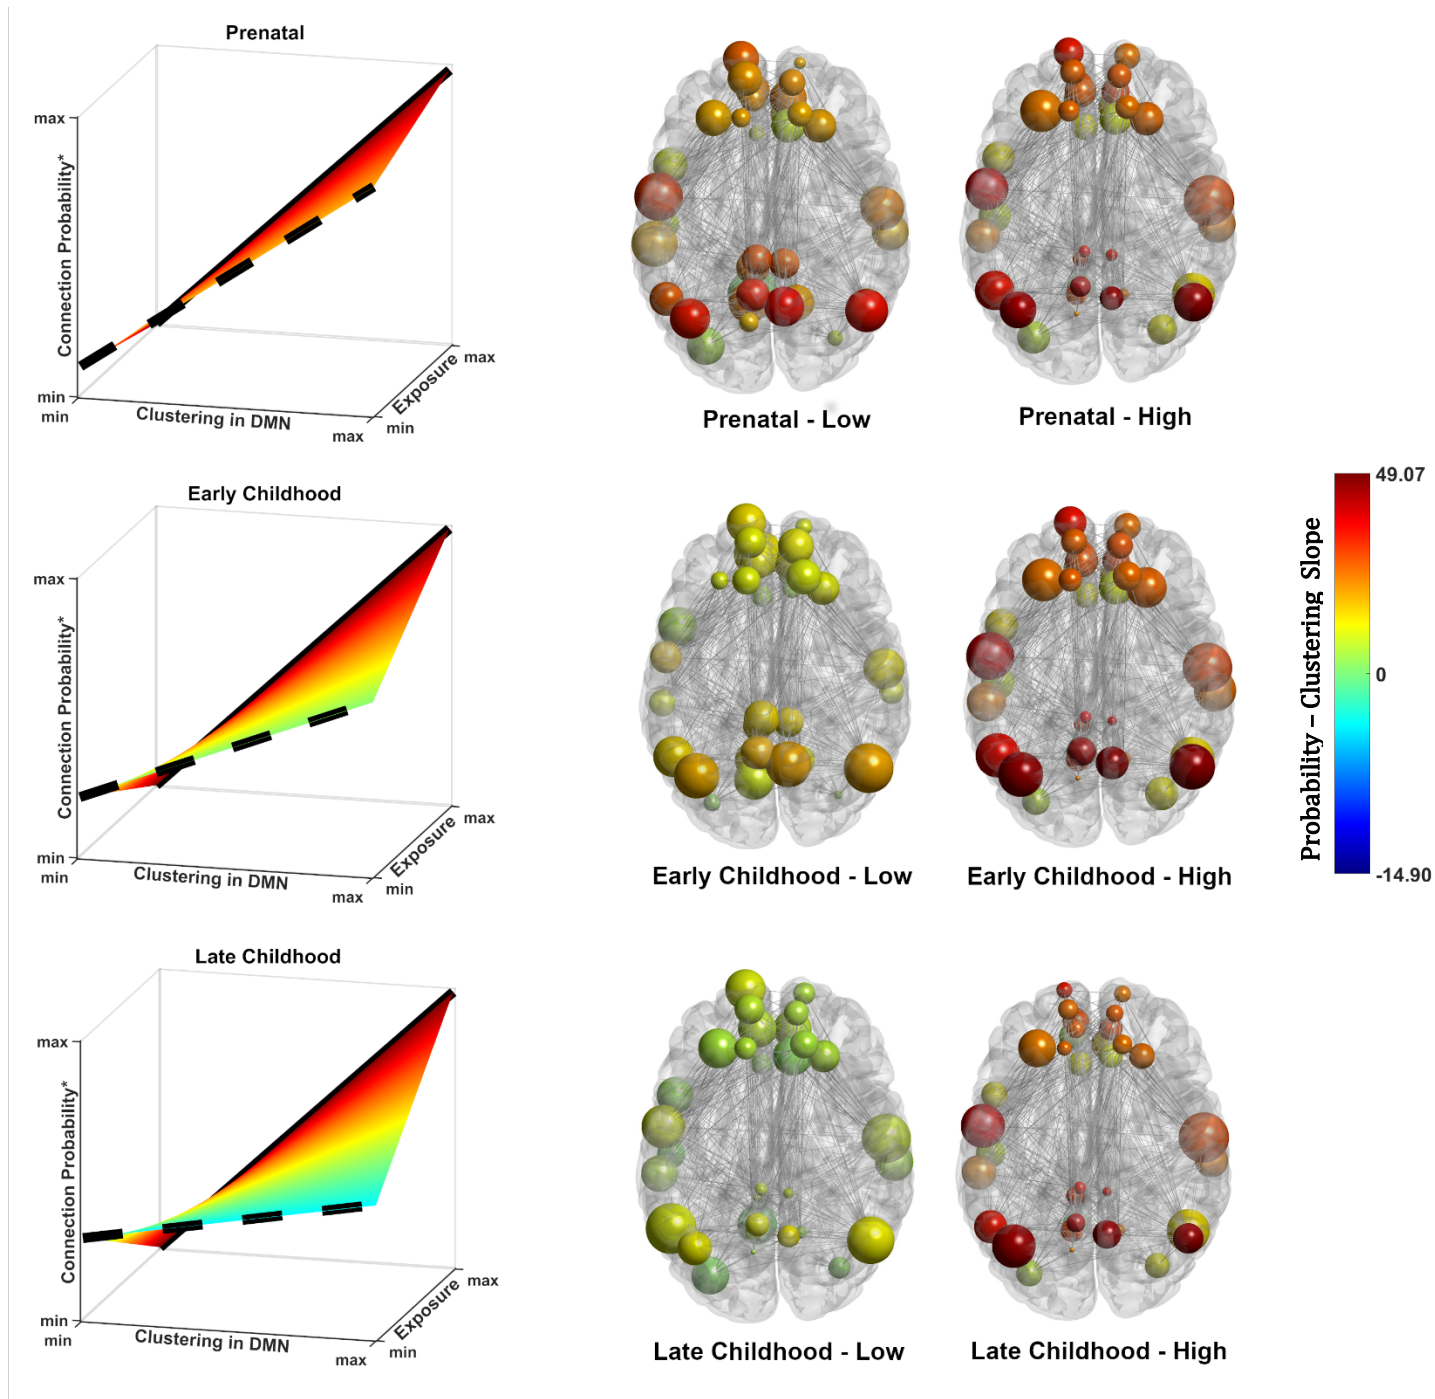 Prenatal
max
Connection Probability*
min
min
Clustering in DMN
max
Exposure
min
max
Prenatal - Low
Prenatal - High
Early Childhood
max
Connection Probability*
min
min
Clustering in DMN
max
Exposure
min
max
Early Childhood - Low
Early Childhood - High
49.07
Probability – Clustering Slope
0
-14.90
Late Childhood
max
Connection Probability*
min
min
Clustering in DMN
max
Exposure
min
max
Late Childhood - Low
Late Childhood - High